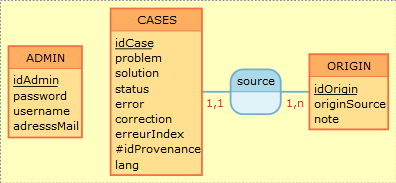 ADMIN
idAdmin
password
username
adresssMail
CASES
idCase
problem
solution
status
error
correction
erreurIndex
#idProvenance
lang
1,1
source
1,n
ORIGIN
idOrigin
originSource
note